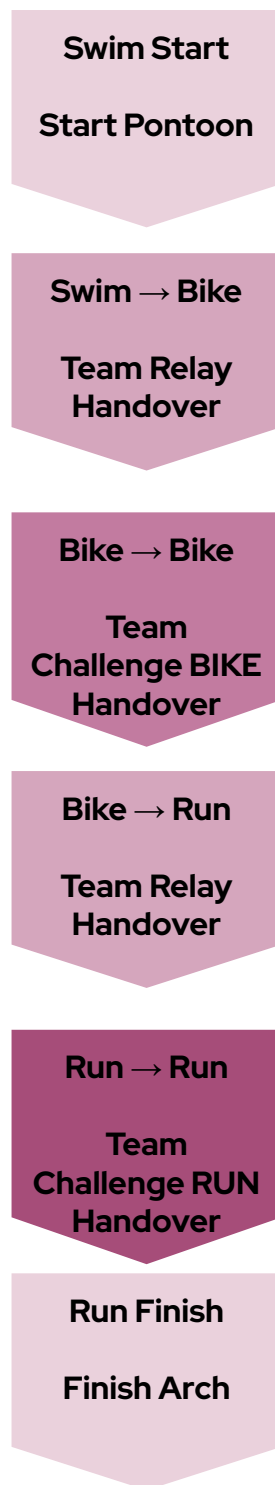 Swim Start
Start Pontoon
Swim → Bike
Team Relay
Handover
Bike → Bike
Team
Challenge BIKE
Handover
Bike → Run
Team Relay
Handover
Run → Run
Team
Challenge RUN
Handover
Run Finish
Finish Arch